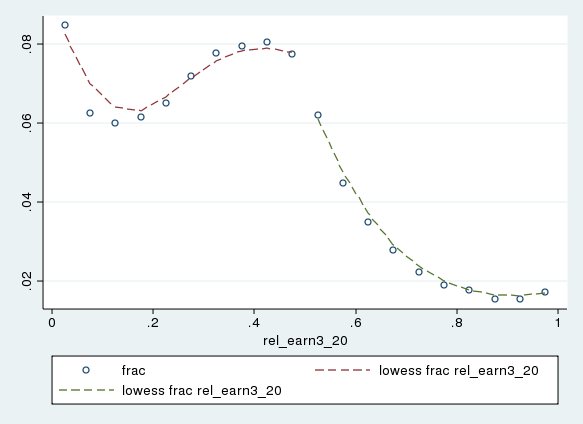 .08
.06
.04
.02
0 .2 .4 .6 .8 1
rel_earn3_20
frac lowess frac rel_earn3_20
lowess frac rel_earn3_20